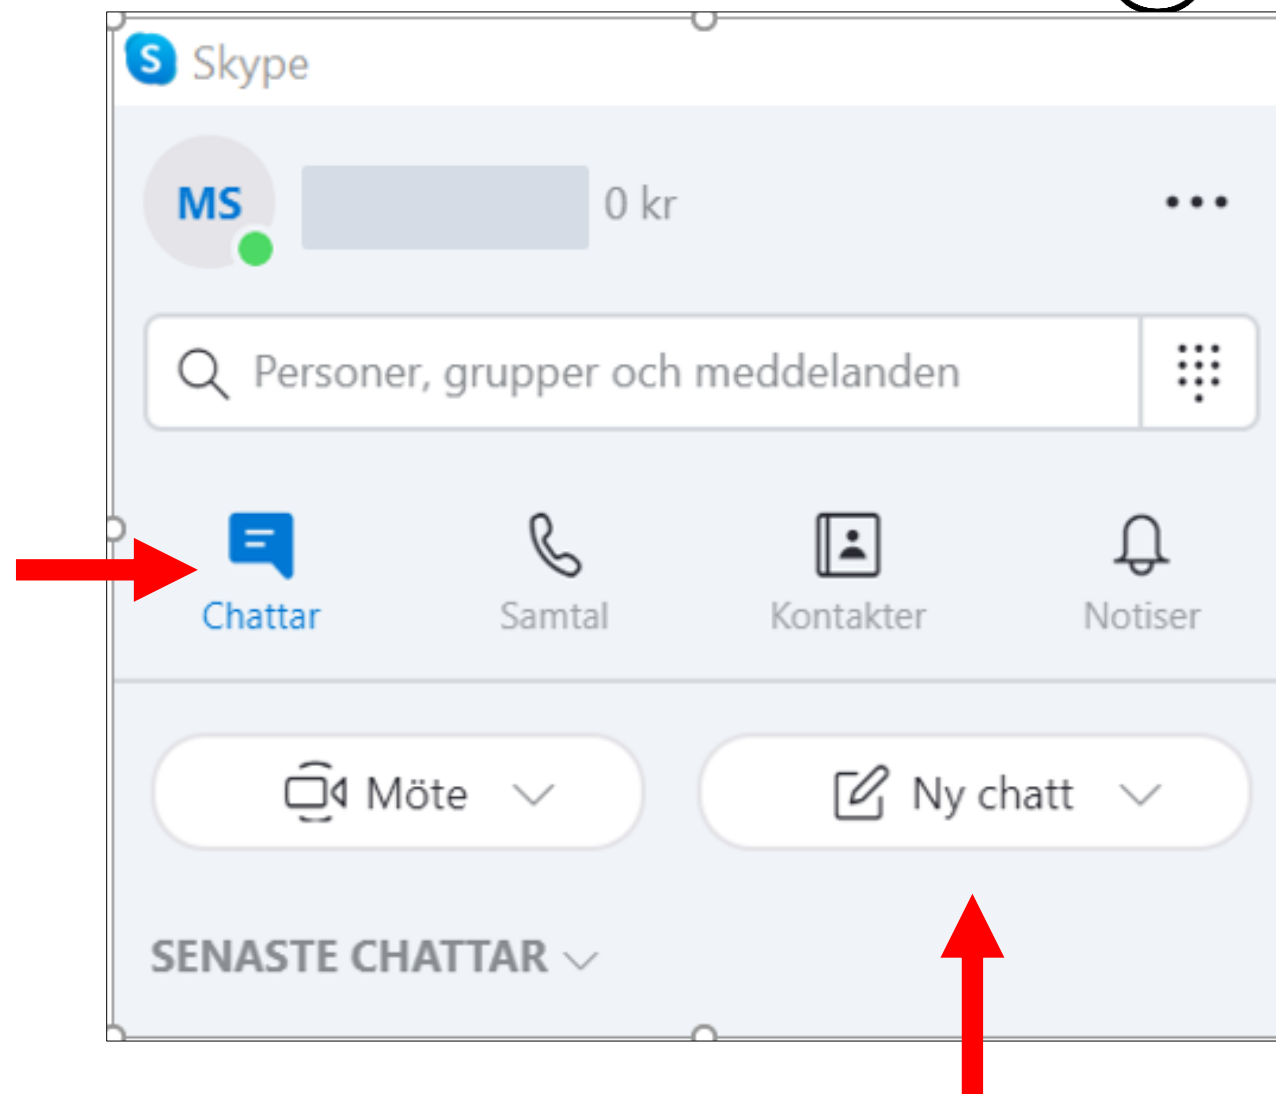 Skype
MS 0 kr
Personer, grupper och meddelanden
Chattar Samtal Kontakter Notiser
Möte Ny chatt
SENASTE CHATTAR